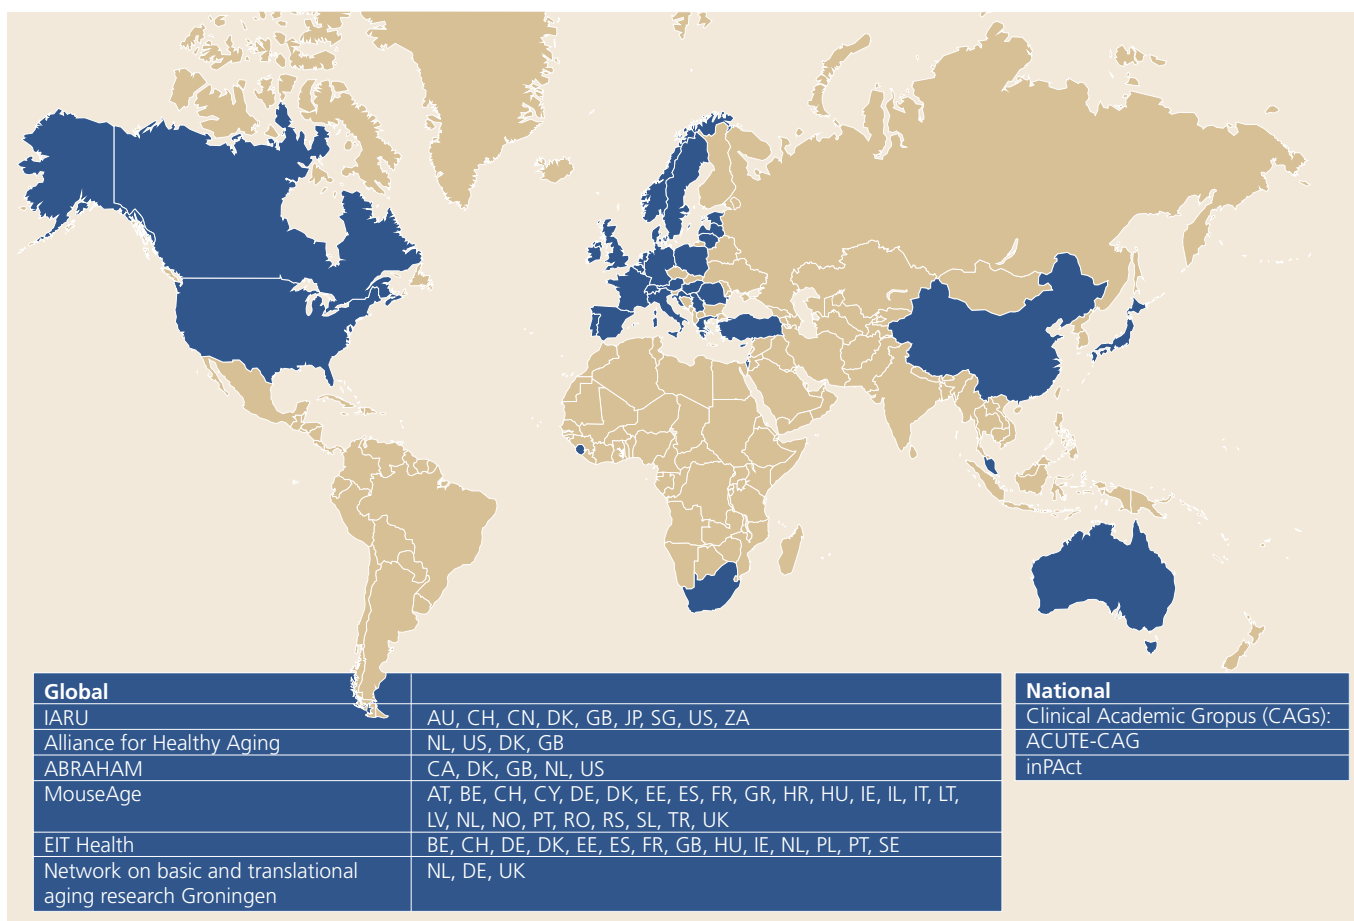 Global
IARU AU, CH, CN, DK, GB, JP, SG, US, ZA
Alliance for Healthy Aging NL, US, DK, GB
ABRAHAM CA, DK, GB, NL, US
MouseAge AT, BE, CH, CY, DE, DK, EE, ES, FR, GR, HR, HU, IE, IL, IT, LT,
LV, NL, NO, PT, RO, RS, SL, TR, UK
EIT Health BE, CH, DE, DK, EE, ES, FR, GB, HU, IE, NL, PL, PT, SE
Network on basic and translational NL, DE, UK
aging research Groningen
National
Clinical Academic Gropus (CAGs):
ACUTE-CAG
inPAct